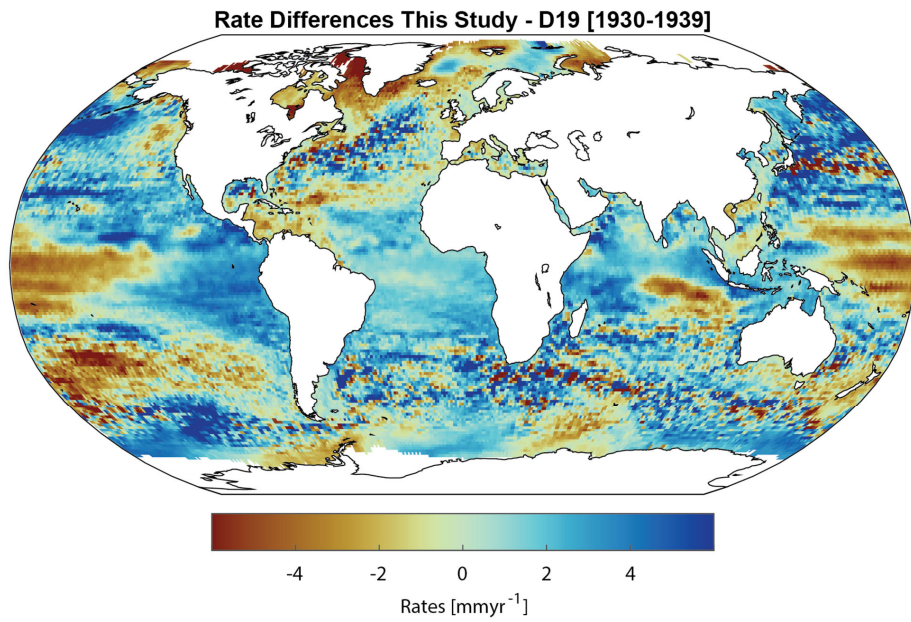 Rate Differences This Study - D19 [1930-1939]
-4 -2 0 2 4
Rates [mmyr⁻¹]